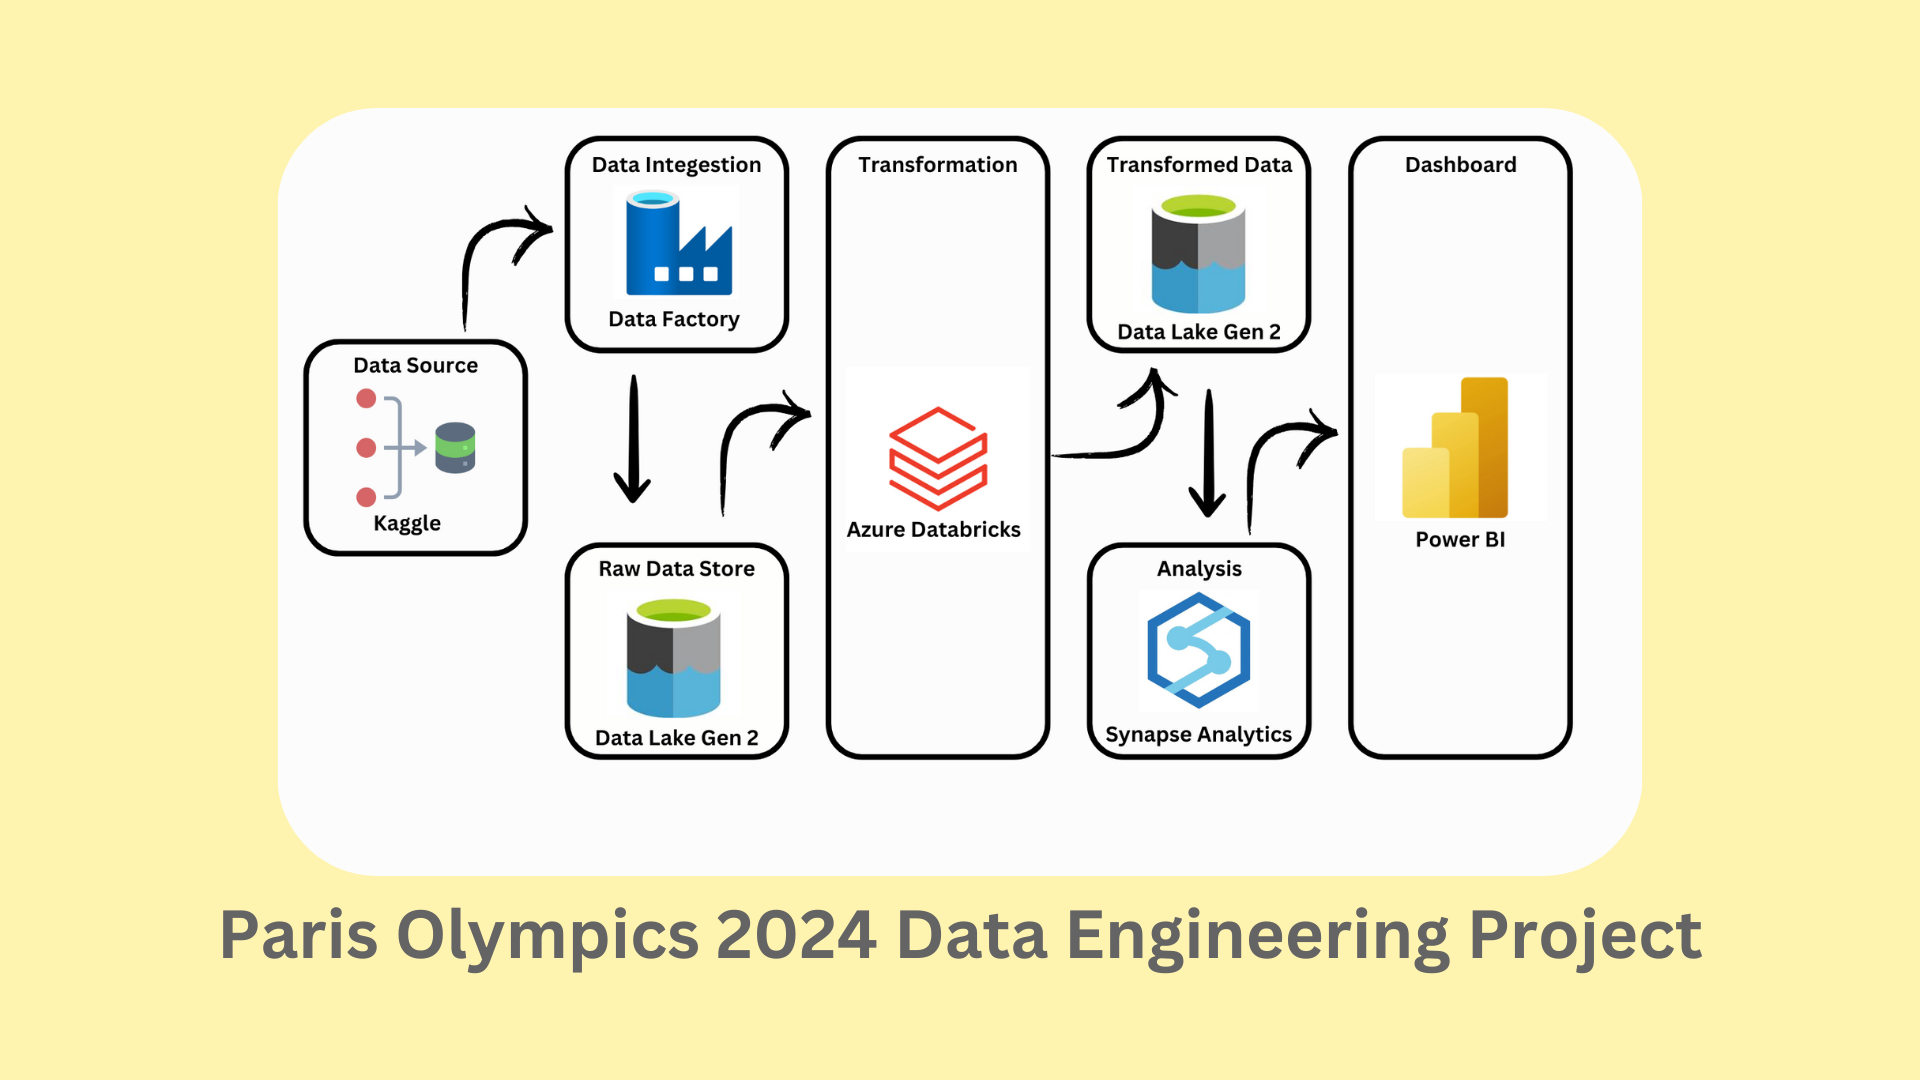 Data Source
Kaggle
Data Integestion
Data Factory
Raw Data Store
Data Lake Gen 2
Transformation
Azure Databricks
Transformed Data
Data Lake Gen 2
Analysis
Synapse Analytics
Dashboard
Power BI
Paris Olympics 2024 Data Engineering Project